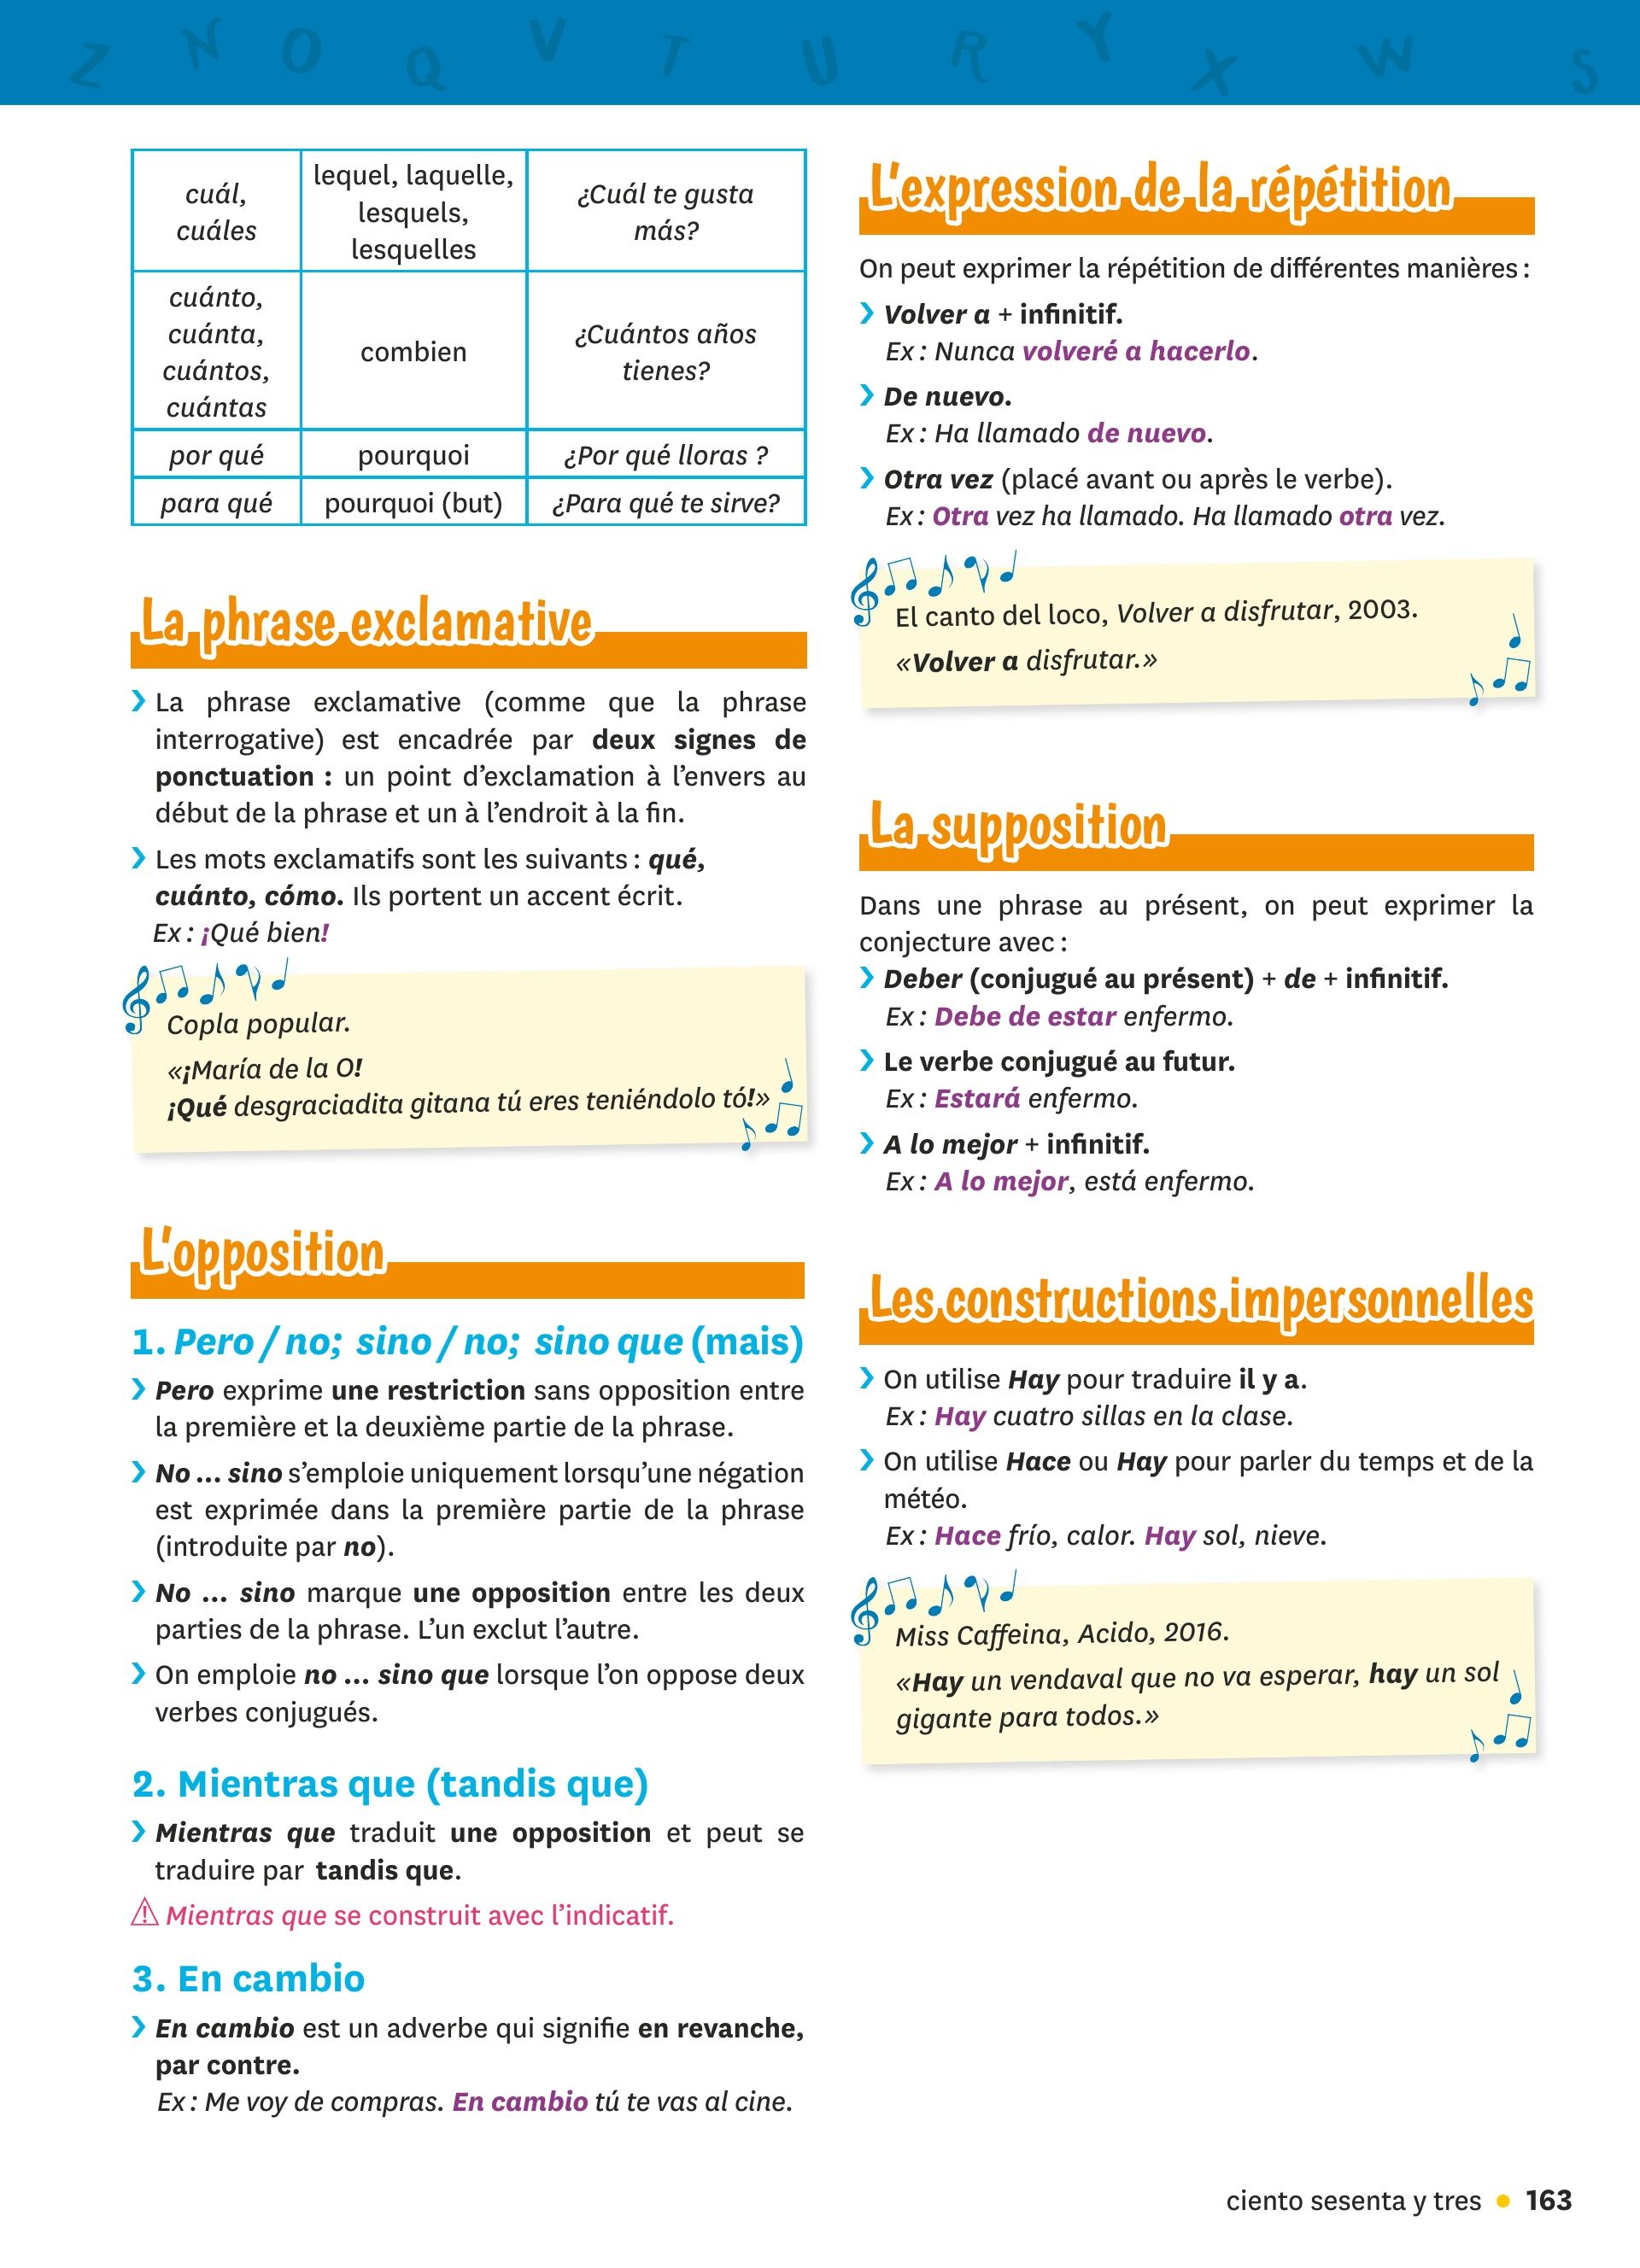 Z N O Q V T U R Y X W S
cuál,
cuáles
lequel, laquelle,
lesquels,
lesquelles
¿Cuál te gusta
más?
cuánto,
cuánta,
cuántos,
cuántas
combien
¿Cuántos años
tienes?
por qué
pourquoi
¿Por qué lloras ?
para qué
pourquoi (but)
¿Para qué te sirve?
La phrase exclamative
La phrase exclamative (comme que la phrase
interrogative) est encadrée par deux signes de
ponctuation : un point d’exclamation à l’envers au
début de la phrase et un à l’endroit à la fin.
Les mots exclamatifs sont les suivants : qué,
cuánto, cómo. Ils portent un accent écrit.
Ex : ¡Qué bien!
Copla popular.
«¡María de la O!
¡Qué desgraciadita gitana tú eres teniéndolo tó!»
L’opposition
1. Pero / no; sino / no; sino que (mais)
Pero exprime une restriction sans opposition entre
la première et la deuxième partie de la phrase.
No ... sino s’emploie uniquement lorsqu’une négation
est exprimée dans la première partie de la phrase
(introduite par no).
No ... sino marque une opposition entre les deux
parties de la phrase. L’un exclut l’autre.
On emploie no ... sino que lorsque l’on oppose deux
verbes conjugués.
2. Mientras que (tandis que)
Mientras que traduit une opposition et peut se
traduire par tandis que.
Mientras que se construit avec l’indicatif.
3. En cambio
En cambio est un adverbe qui signifie en revanche,
par contre.
Ex : Me voy de compras. En cambio tú te vas al cine.
L’expression de la répétition
On peut exprimer la répétition de différentes manières :
Volver a + infinitif.
Ex : Nunca volveré a hacerlo.
De nuevo.
Ex : Ha llamado de nuevo.
Otra vez (placé avant ou après le verbe).
Ex : Otra vez ha llamado. Ha llamado otra vez.
El canto del loco, Volver a disfrutar, 2003.
«Volver a disfrutar.»
La supposition
Dans une phrase au présent, on peut exprimer la
conjecture avec :
Deber (conjugué au présent) + de + infinitif.
Ex : Debe de estar enfermo.
Le verbe conjugué au futur.
Ex : Estará enfermo.
A lo mejor + infinitif.
Ex : A lo mejor, está enfermo.
Les constructions impersonnelles
On utilise Hay pour traduire il y a.
Ex : Hay cuatro sillas en la clase.
On utilise Hace ou Hay pour parler du temps et de la
météo.
Ex : Hace frío, calor. Hay sol, nieve.
Miss Caffeina, Acido, 2016.
«Hay un vendaval que no va esperar, hay un sol
gigante para todos.»
ciento sesenta y tres • 163